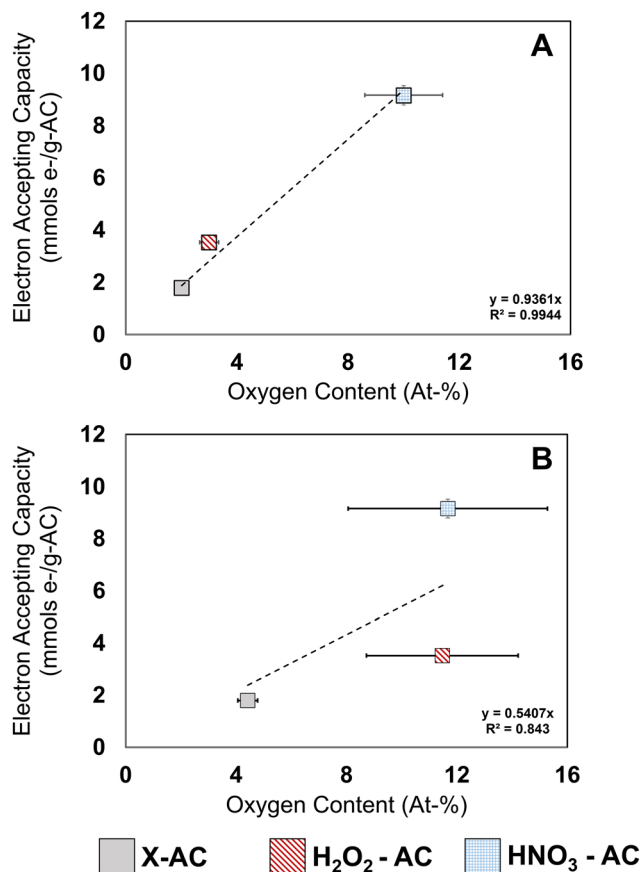 A
Electron Accepting Capacity
(mmols e-/g-AC)
12
10
8
6
4
2
0
y = 0.9361x
R² = 0.9944
0 4 8 12 16
Oxygen Content (At-%)
B
Electron Accepting Capacity
(mmols e-/g-AC)
12
10
8
6
4
2
0
y = 0.5407x
R² = 0.843
0 4 8 12 16
Oxygen Content (At-%)
X-AC H₂O₂ - AC HNO₃ - AC